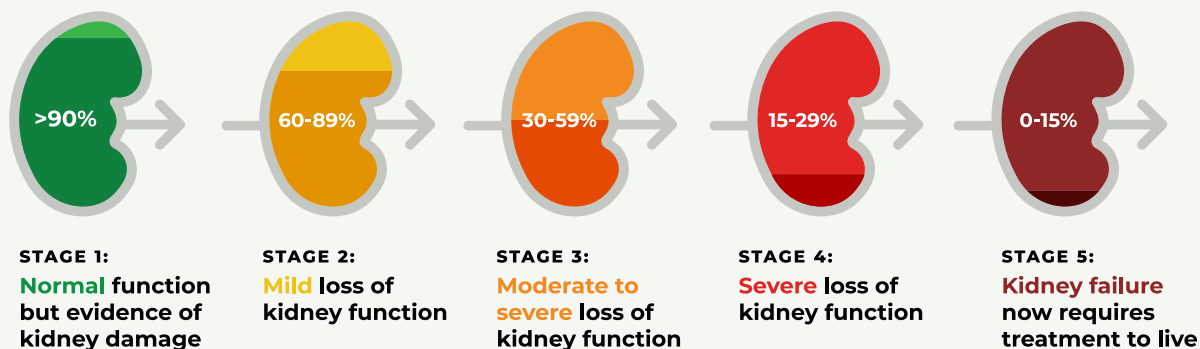 >90%
60-89%
30-59%
15-29%
0-15%
STAGE 1:
Normal function
but evidence of
kidney damage
STAGE 2:
Mild loss of
kidney function
STAGE 3:
Moderate to
severe loss of
kidney function
STAGE 4:
Severe loss of
kidney function
STAGE 5:
Kidney failure
now requires
treatment to live